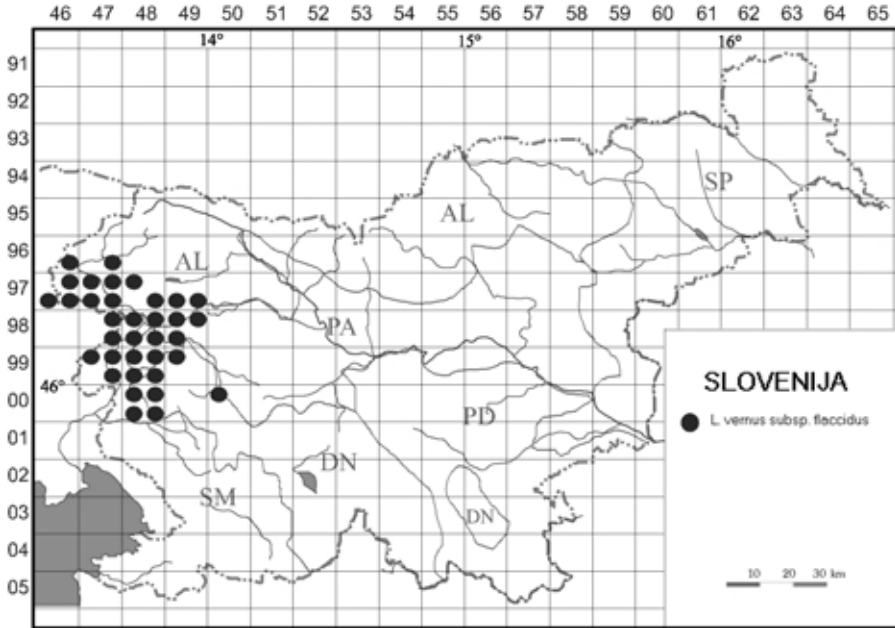 46 47 48 49 50 51 52 53 54 55 56 57 58 59 60 61 62 63 64 65
14° 15° 16°
91
92
93
94
SP
95
AL
96
AL
97
98
PA
99
46°
SLOVENIJA
00
L. vernus subsp. flaccidus
PD
01
DN
02
SM
03
DN
04
10 20 30 km
05